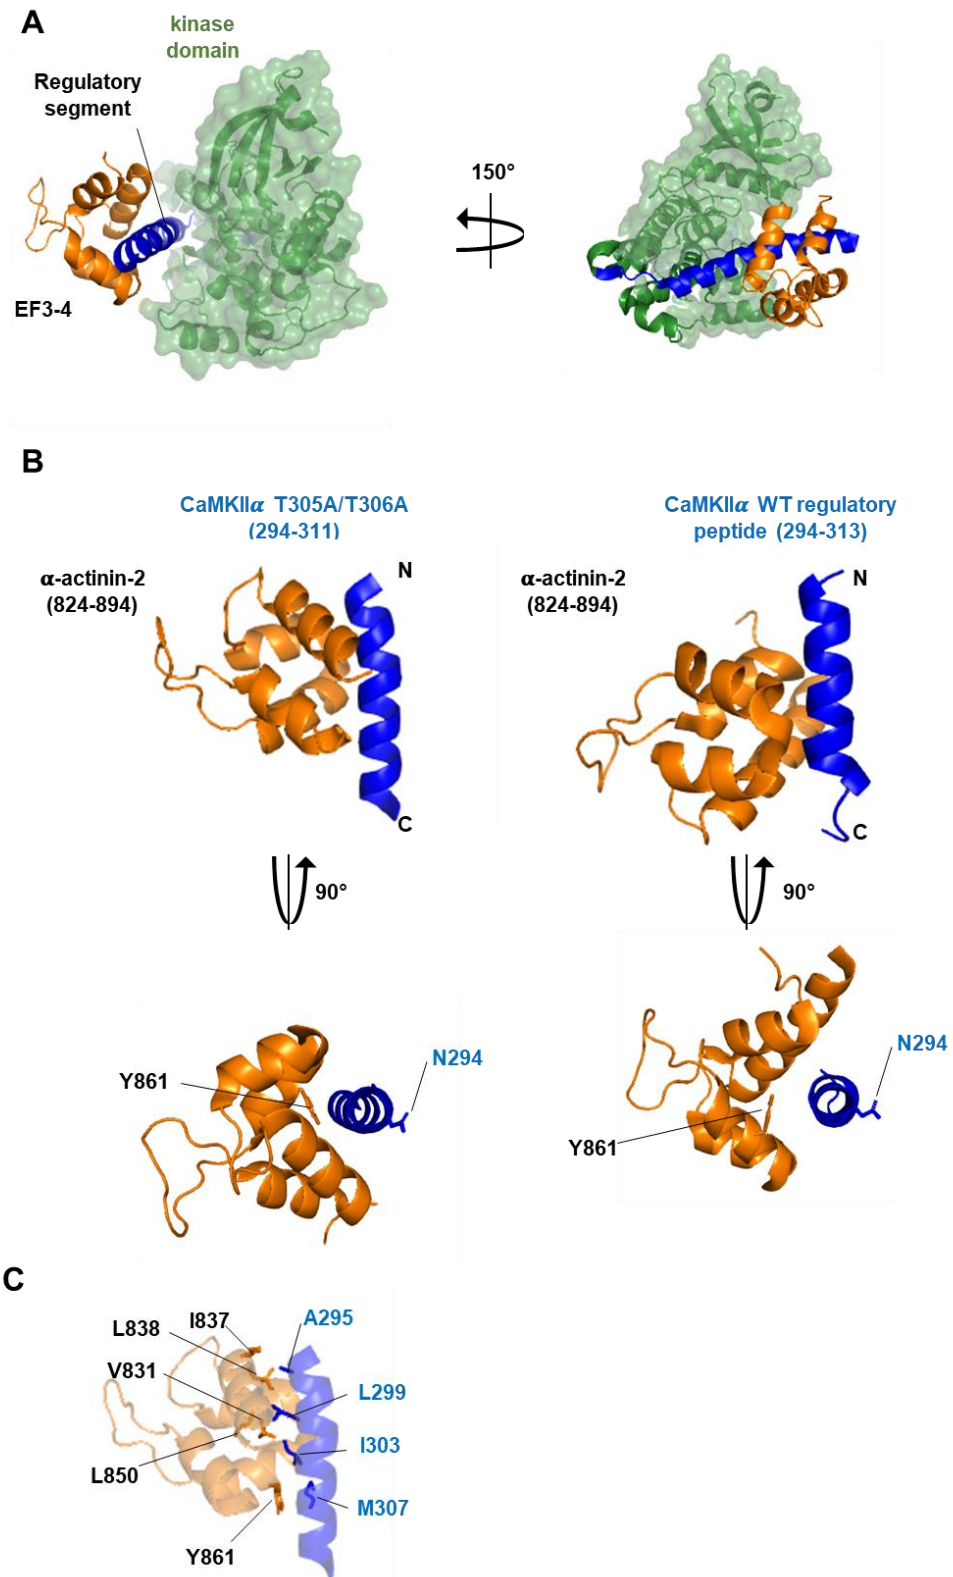 A
kinase
domain
Regulatory
segment
EF3-4
150°
B
CaMKIIα T305A/T306A
(294-311)
CaMKIIα WT regulatory
peptide (294-313)
α-actinin-2
(824-894)
N
C
α-actinin-2
(824-894)
N
C
90°
90°
Y861
N294
Y861
N294
C
I837
A295
L838
V831
L299
I303
L850
M307
Y861